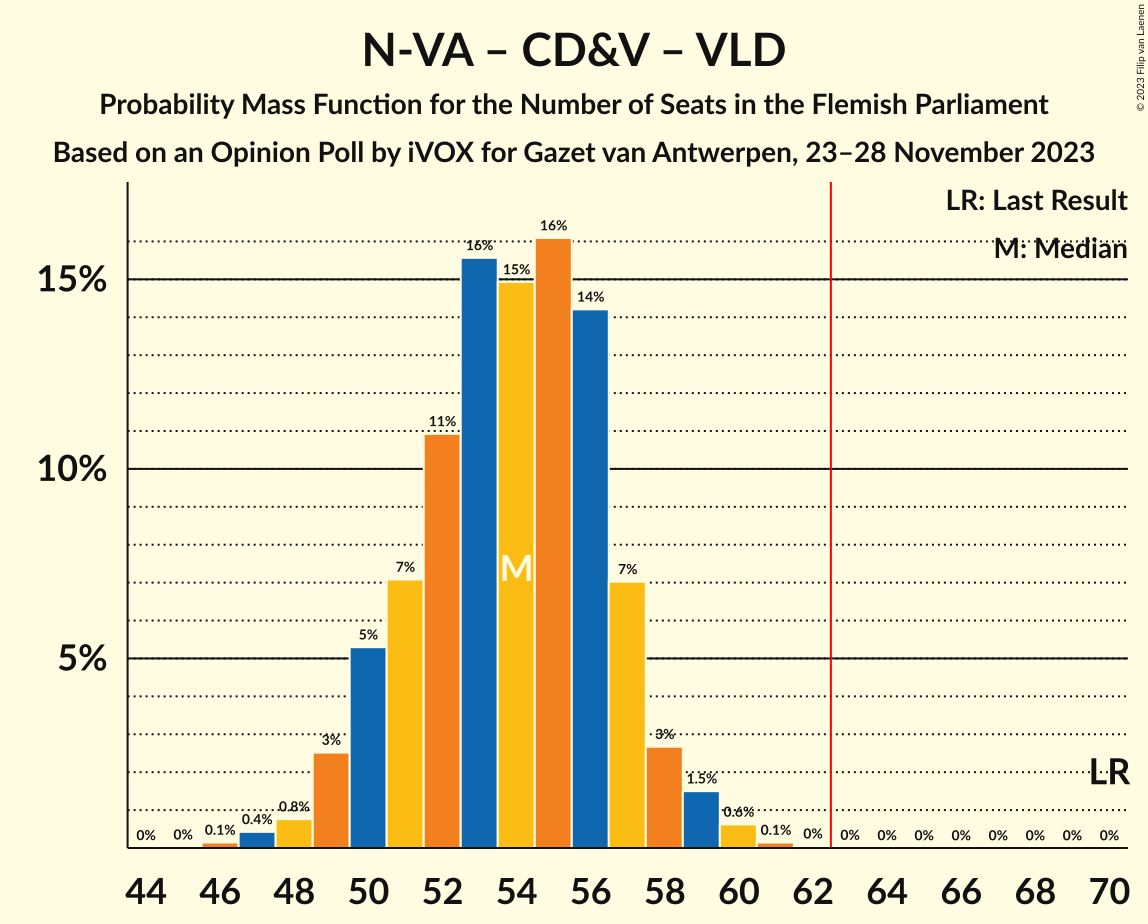 N-VA – CD&V – VLD
Probability Mass Function for the Number of Seats in the Flemish Parliament
Based on an Opinion Poll by iVOX for Gazet van Antwerpen, 23–28 November 2023
© 2023 Filip van Laenen
LR: Last Result
M: Median
15%
10%
5%
0% 0% 0.1% 0.4% 0.8% 3% 5% 7% 11% 16% 15% 16% 14% 7% 3% 1.5% 0.6% 0.1% 0% 0% 0% 0% 0% 0% 0% 0% 0%
M
LR
44 46 48 50 52 54 56 58 60 62 64 66 68 70